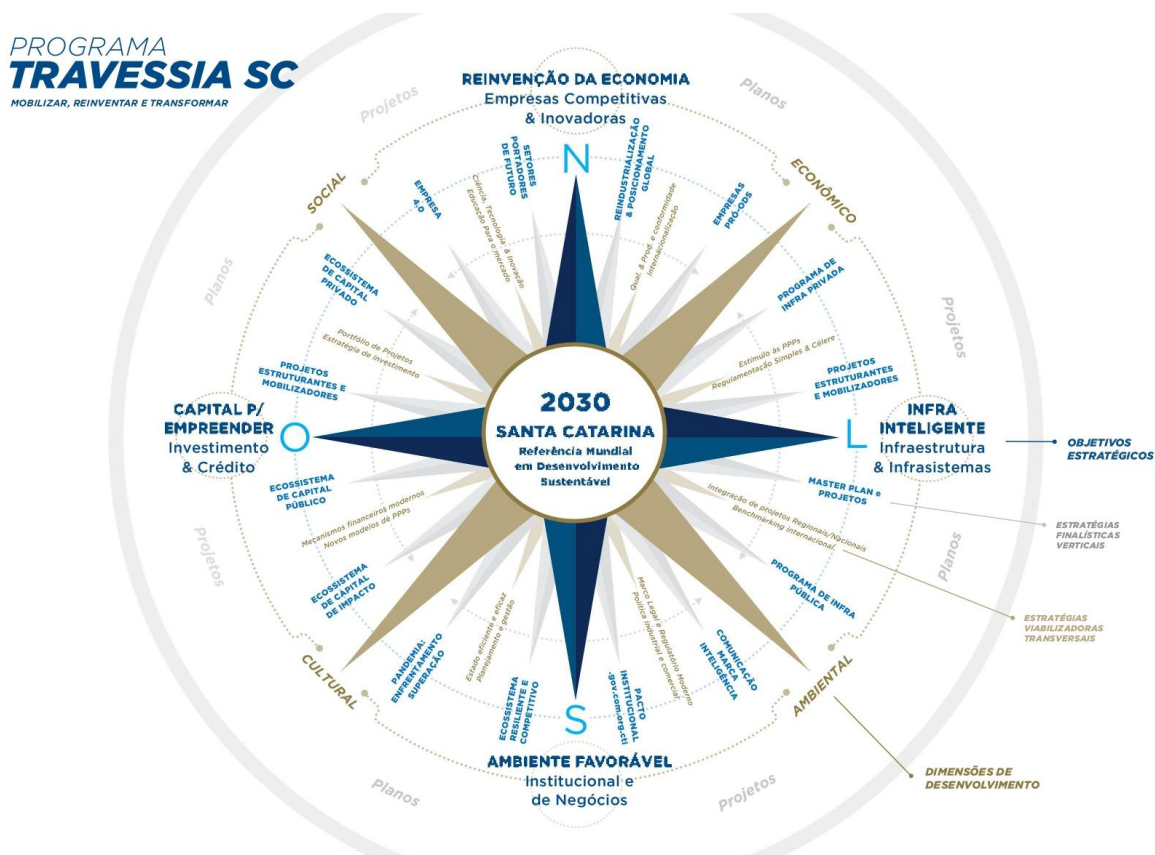 PROGRAMA
TRAVESSIA SC
MOBILIZAR, REINVENTAR E TRANSFORMAR
REINVENÇÃO DA ECONOMIA
Empresas Competitivas
& Inovadoras
Projetos
Planos
N
SOCIAL
ECONÔMICO
EMPRESA
4.0
Ciência, Tecnologia, & Inovação
Educação Para o mercado
SETORES
PORTADORES
DE FUTURO
REINDUSTRIALIZAÇÃO
& POSICIONAMENTO
GLOBAL
Qual. & Prod. e conformidade
Internacionalização
EMPRESAS
PRÓ-ODS
Planos
ECOSSISTEMA
DE CAPITAL
PRIVADO
PROGRAMA DE
INFRA PRIVADA
Projetos
Portfólio de Projetos
Estratégia de investimento
Estímulo às PPPs
Regulamentação Simples & Célere
PROJETOS
ESTRUTURANTES E
MOBILIZADORES
PROJETOS
ESTRUTURANTES
E MOBILIZADORES
CAPITAL P/
EMPREENDER
Investimento
& Crédito
O
2030
SANTA CATARINA
Referência Mundial
em Desenvolvimento
Sustentável
L
INFRA
INTELIGENTE
Infraestrutura
& Infrasistemas
OBJETIVOS
ESTRATÉGICOS
ECOSSISTEMA
DE CAPITAL
PÚBLICO
MASTER PLAN e
PROJETOS
Mecanismos financeiros modernos
Novos modelos de PPPs
Integração de projetos Regionais/Nacionais
Benchmarking internacional
ESTRATÉGIAS
FINALÍSTICAS
VERTICAIS
Projetos
Planos
ECOSSISTEMA
DE CAPITAL
DE IMPACTO
PROGRAMA DE INFRA
PÚBLICA
ESTRATÉGIAS
VIABILIZADORAS
TRANSVERSAIS
CULTURAL
PANDEMIA:
ENFRENTAMENTO
SUPERAÇÃO
Estado eficiente e eficaz
Planejamento e gestão
ECOSSISTEMA
RESILIENTE E
COMPETITIVO
S
PACTO
INSTITUCIONAL
.gov.com.org.cti
Marco Legal e Regulatório Moderno
Política industrial e comercial
COMUNICAÇÃO
MARCA
INTELIGÊNCIA
AMBIENTAL
AMBIENTE FAVORÁVEL
Institucional e
de Negócios
Planos
Projetos
DIMENSÕES DE
DESENVOLVIMENTO